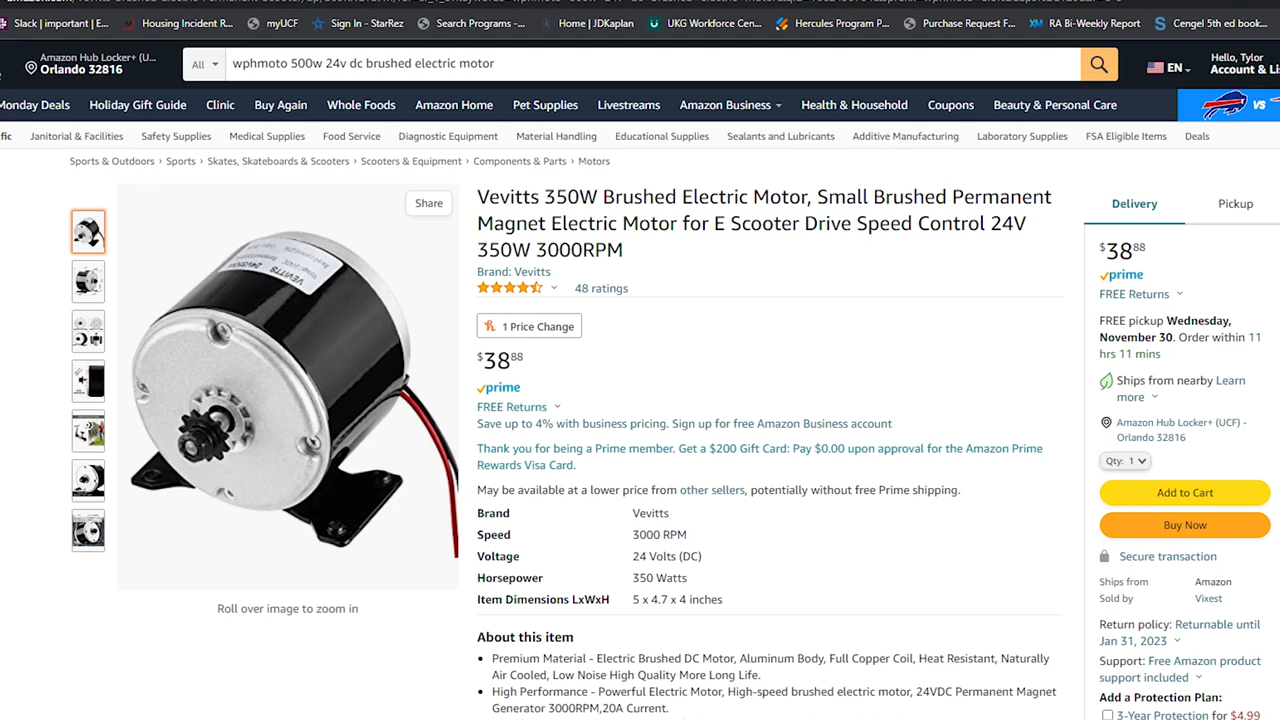 Slack | important | E...
Housing Incident R...
myUCF
Sign In - StarRez
Search Programs -...
Home | JDKaplan
UKG Workforce Cen...
Hercules Program P...
Purchase Request F...
RA Bi-Weekly Report
Cengel 5th ed book...
Amazon Hub Locker+ (U...
Orlando 32816
All
wphmoto 500w 24v dc brushed electric motor
EN
Hello, Tylor
Account & Li
Monday Deals
Holiday Gift Guide
Clinic
Buy Again
Whole Foods
Amazon Home
Pet Supplies
Livestreams
Amazon Business
Health & Household
Coupons
Beauty & Personal Care
VS
fic
Janitorial & Facilities
Safety Supplies
Medical Supplies
Food Service
Diagnostic Equipment
Material Handling
Educational Supplies
Sealants and Lubricants
Additive Manufacturing
Laboratory Supplies
FSA Eligible Items
Deals
Sports & Outdoors › Sports › Skates, Skateboards & Scooters › Scooters & Equipment › Components & Parts › Motors
Share
VEVITTS
Roll over image to zoom in
Vevitts 350W Brushed Electric Motor, Small Brushed Permanent
Magnet Electric Motor for E Scooter Drive Speed Control 24V
350W 3000RPM
Brand: Vevitts
48 ratings
1 Price Change
$38 88
prime
FREE Returns
Save up to 4% with business pricing. Sign up for free Amazon Business account
Thank you for being a Prime member. Get a $200 Gift Card: Pay $0.00 upon approval for the Amazon Prime
Rewards Visa Card.
May be available at a lower price from other sellers, potentially without free Prime shipping.
Brand Vevitts
Speed 3000 RPM
Voltage 24 Volts (DC)
Horsepower 350 Watts
Item Dimensions LxWxH 5 x 4.7 x 4 inches
About this item
• Premium Material - Electric Brushed DC Motor, Aluminum Body, Full Copper Coil, Heat Resistant, Naturally
Air Cooled, Low Noise High Quality More Long Life.
• High Performance - Powerful Electric Motor, High-speed brushed electric motor, 24VDC Permanent Magnet
Generator 3000RPM,20A Current.
Delivery
Pickup
$38 88
prime
FREE Returns
FREE pickup Wednesday,
November 30. Order within 11
hrs 11 mins
Ships from nearby Learn
more
Amazon Hub Locker+ (UCF) -
Orlando 32816
Qty: 1
Add to Cart
Buy Now
Secure transaction
Ships from Amazon
Sold by Vixest
Return policy: Returnable until
Jan 31, 2023
Support: Free Amazon product
support included
Add a Protection Plan:
3-Year Protection for $4.99